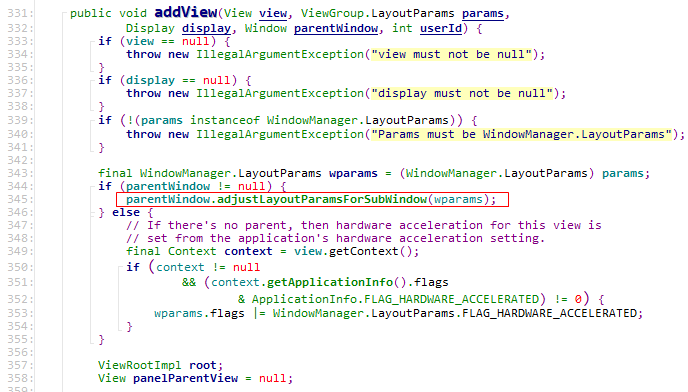 331: public void addView(View view, ViewGroup.LayoutParams params,
332: Display display, Window parentWindow, int userId) {
333: if (view == null) {
334: throw new IllegalArgumentException("view must not be null");
335: }
336: if (display == null) {
337: throw new IllegalArgumentException("display must not be null");
338: }
339: if (!(params instanceof WindowManager.LayoutParams)) {
340: throw new IllegalArgumentException("Params must be WindowManager.LayoutParams");
341: }
342:
343: final WindowManager.LayoutParams wparams = (WindowManager.LayoutParams) params;
344: if (parentWindow != null) {
345: parentWindow.adjustLayoutParamsForSubWindow(wparams);
346: } else {
347: // If there's no parent, then hardware acceleration for this view is
348: // set from the application's hardware acceleration setting.
349: final Context context = view.getContext();
350: if (context != null
351: && (context.getApplicationInfo().flags
352: & ApplicationInfo.FLAG_HARDWARE_ACCELERATED) != 0) {
353: wparams.flags |= WindowManager.LayoutParams.FLAG_HARDWARE_ACCELERATED;
354: }
355: }
356:
357: ViewRootImpl root;
358: View panelParentView = null;
359: